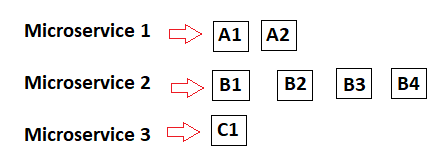 Microservice 1 A1 A2
Microservice 2 B1 B2 B3 B4
Microservice 3 C1